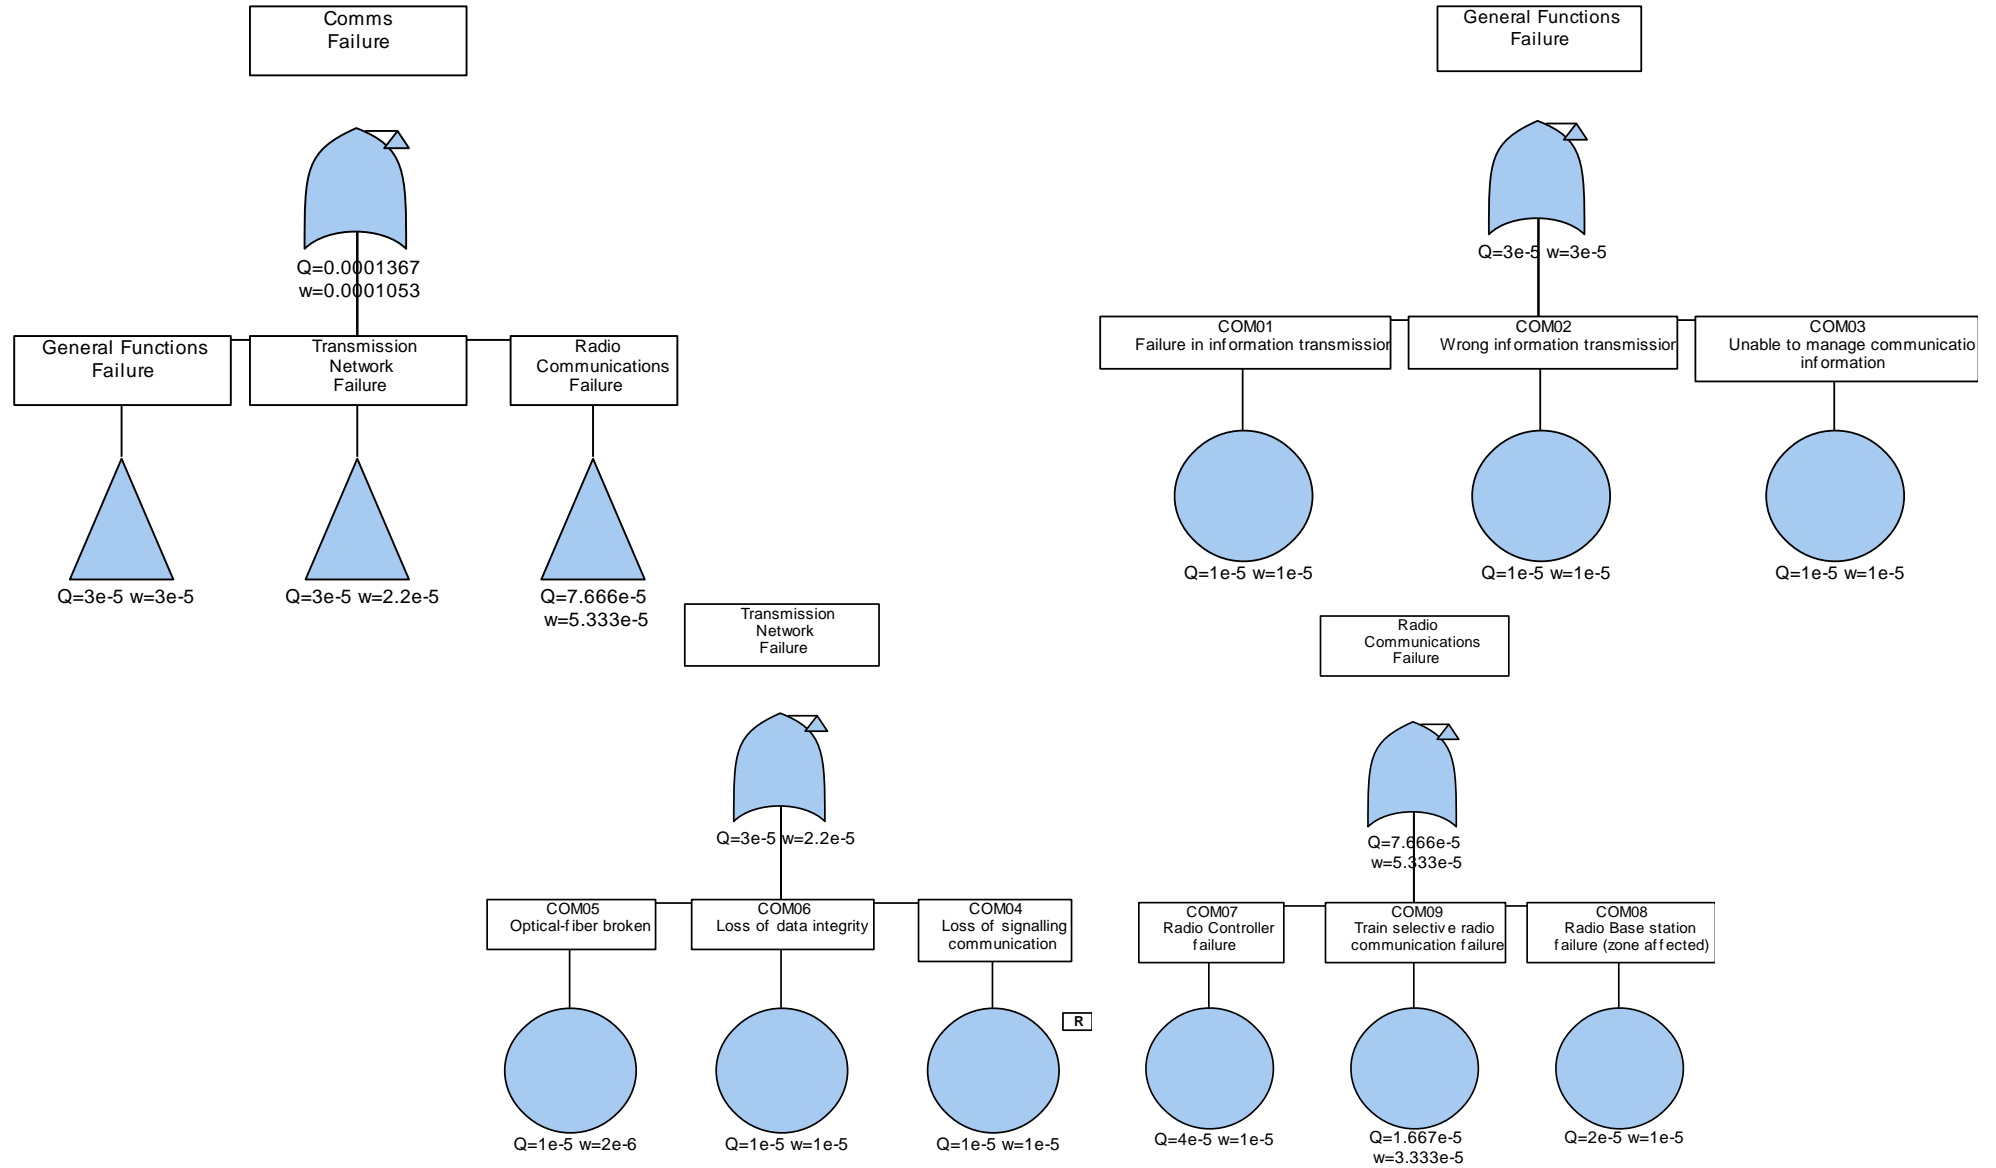 Comms
Failure
Q=0.0001367
w=0.0001053
General Functions
Failure
Transmission
Network
Failure
Radio
Communications
Failure
Q=3e-5 w=3e-5
Q=3e-5 w=2.2e-5
Q=7.666e-5
w=5.333e-5
General Functions
Failure
Q=3e-5 w=3e-5
COM01
Failure in information transmission
COM02
Wrong information transmission
COM03
Unable to manage communicatio
information
Q=1e-5 w=1e-5
Q=1e-5 w=1e-5
Q=1e-5 w=1e-5
Transmission
Network
Failure
Q=3e-5 w=2.2e-5
COM05
Optical-fiber broken
COM06
Loss of data integrity
COM04
Loss of signalling
communication
R
Q=1e-5 w=2e-6
Q=1e-5 w=1e-5
Q=1e-5 w=1e-5
Radio
Communications
Failure
Q=7.666e-5
w=5.333e-5
COM07
Radio Controller
failure
COM09
Train selective radio
communication failure
COM08
Radio Base station
failure (zone affected)
Q=4e-5 w=1e-5
Q=1.667e-5
w=3.333e-5
Q=2e-5 w=1e-5